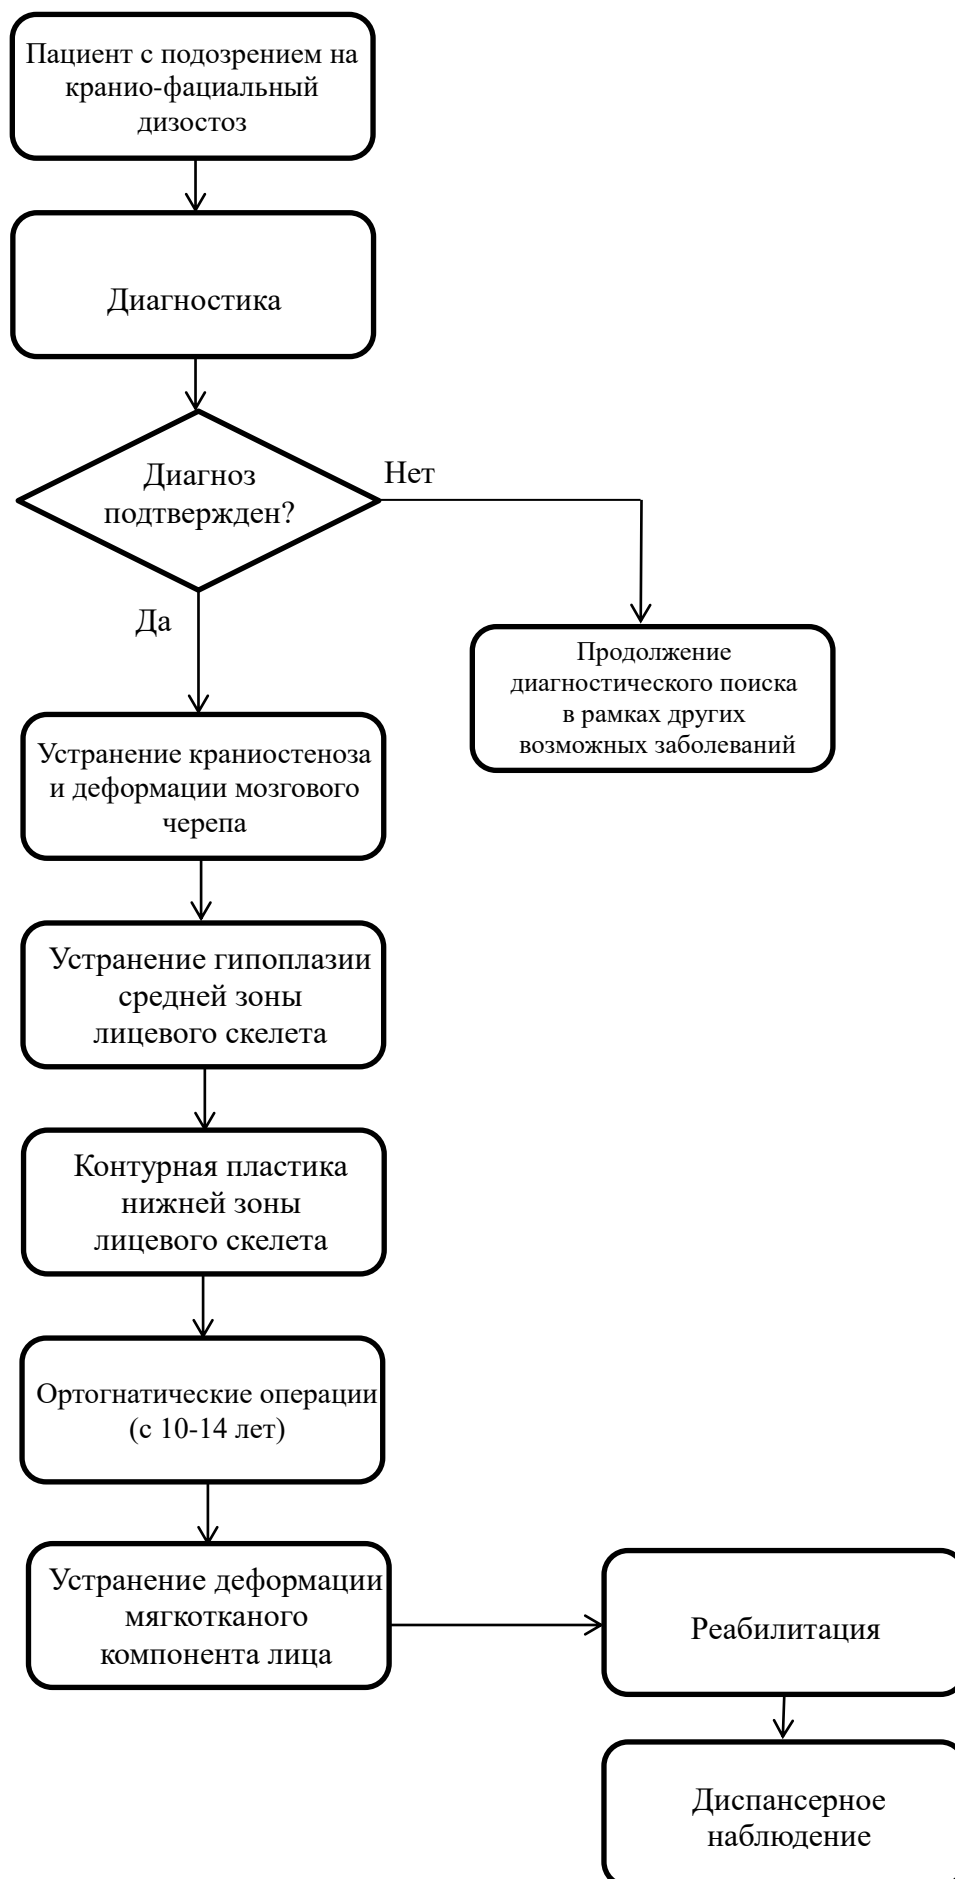 Пациент с подозрением на
кранио-фациальный
дизостоз
Диагностика
Диагноз
подтвержден?
Нет
Да
Продолжение
диагностического поиска
в рамках других
возможных заболеваний
Устранение краниостеноза
и деформации мозгового
черепа
Устранение гипоплазии
средней зоны
лицевого скелета
Контурная пластика
нижней зоны
лицевого скелета
Ортогнатические операции
(с 10-14 лет)
Устранение деформации
мягкотканого
компонента лица
Реабилитация
Диспансерное
наблюдение